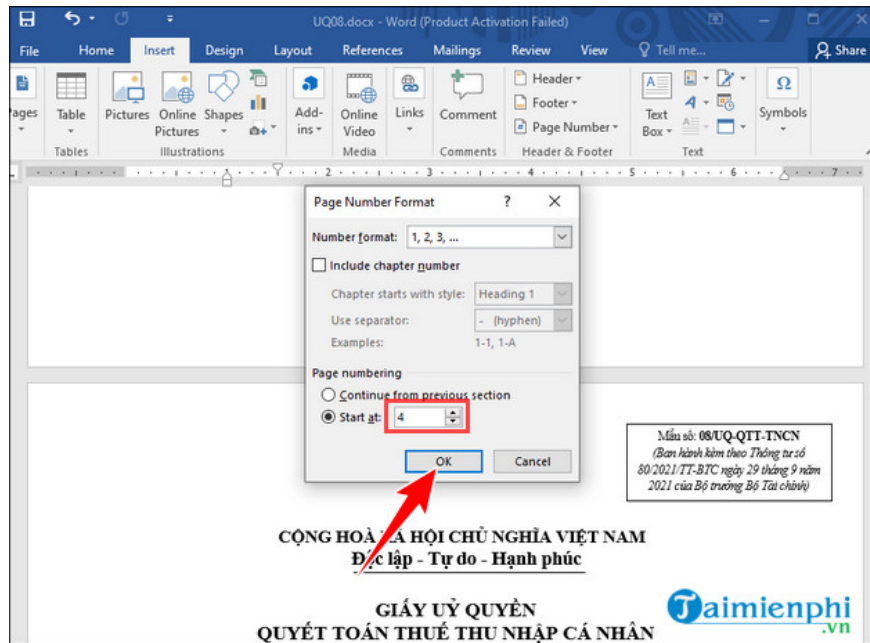 UQ08.docx - Word (Product Activation Failed)
File Home Insert Design Layout References Mailings Review View Tell me... Share
Table
Pictures
Online Pictures
Shapes
Add-ins
Online Video
Links
Comment
Header
Footer
Page Number
Text Box
Symbols
Tables Illustrations Media Comments Header & Footer Text
1 2 3 4 5 6 7
Page Number Format ? X
Number format: 1, 2, 3, ...
Include chapter number
Chapter starts with style: Heading 1
Use separator: - (hyphen)
Examples: 1-1, 1-A
Page numbering
Continue from previous section
Start at: 4
OK Cancel
Mẫu số: 08/UQ-QTT-TNCN
(Ban hành kèm theo Thông tư số
80/2021/TT-BTC ngày 29 tháng 9 năm
2021 của Bộ trưởng Bộ Tài chính)
CỘNG HOÀ XÃ HỘI CHỦ NGHĨA VIỆT NAM
Độc lập - Tự do - Hạnh phúc
GIẤY UỶ QUYỀN
QUYẾT TOÁN THUẾ THU NHẬP CÁ NHÂN
Taimienphi
.vn